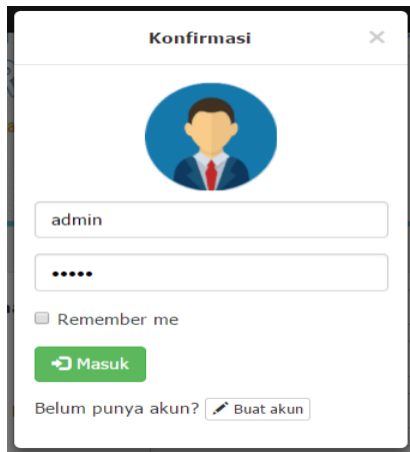 Konfirmasi ×
admin
•••••
Remember me
Masuk
Belum punya akun? Buat akun